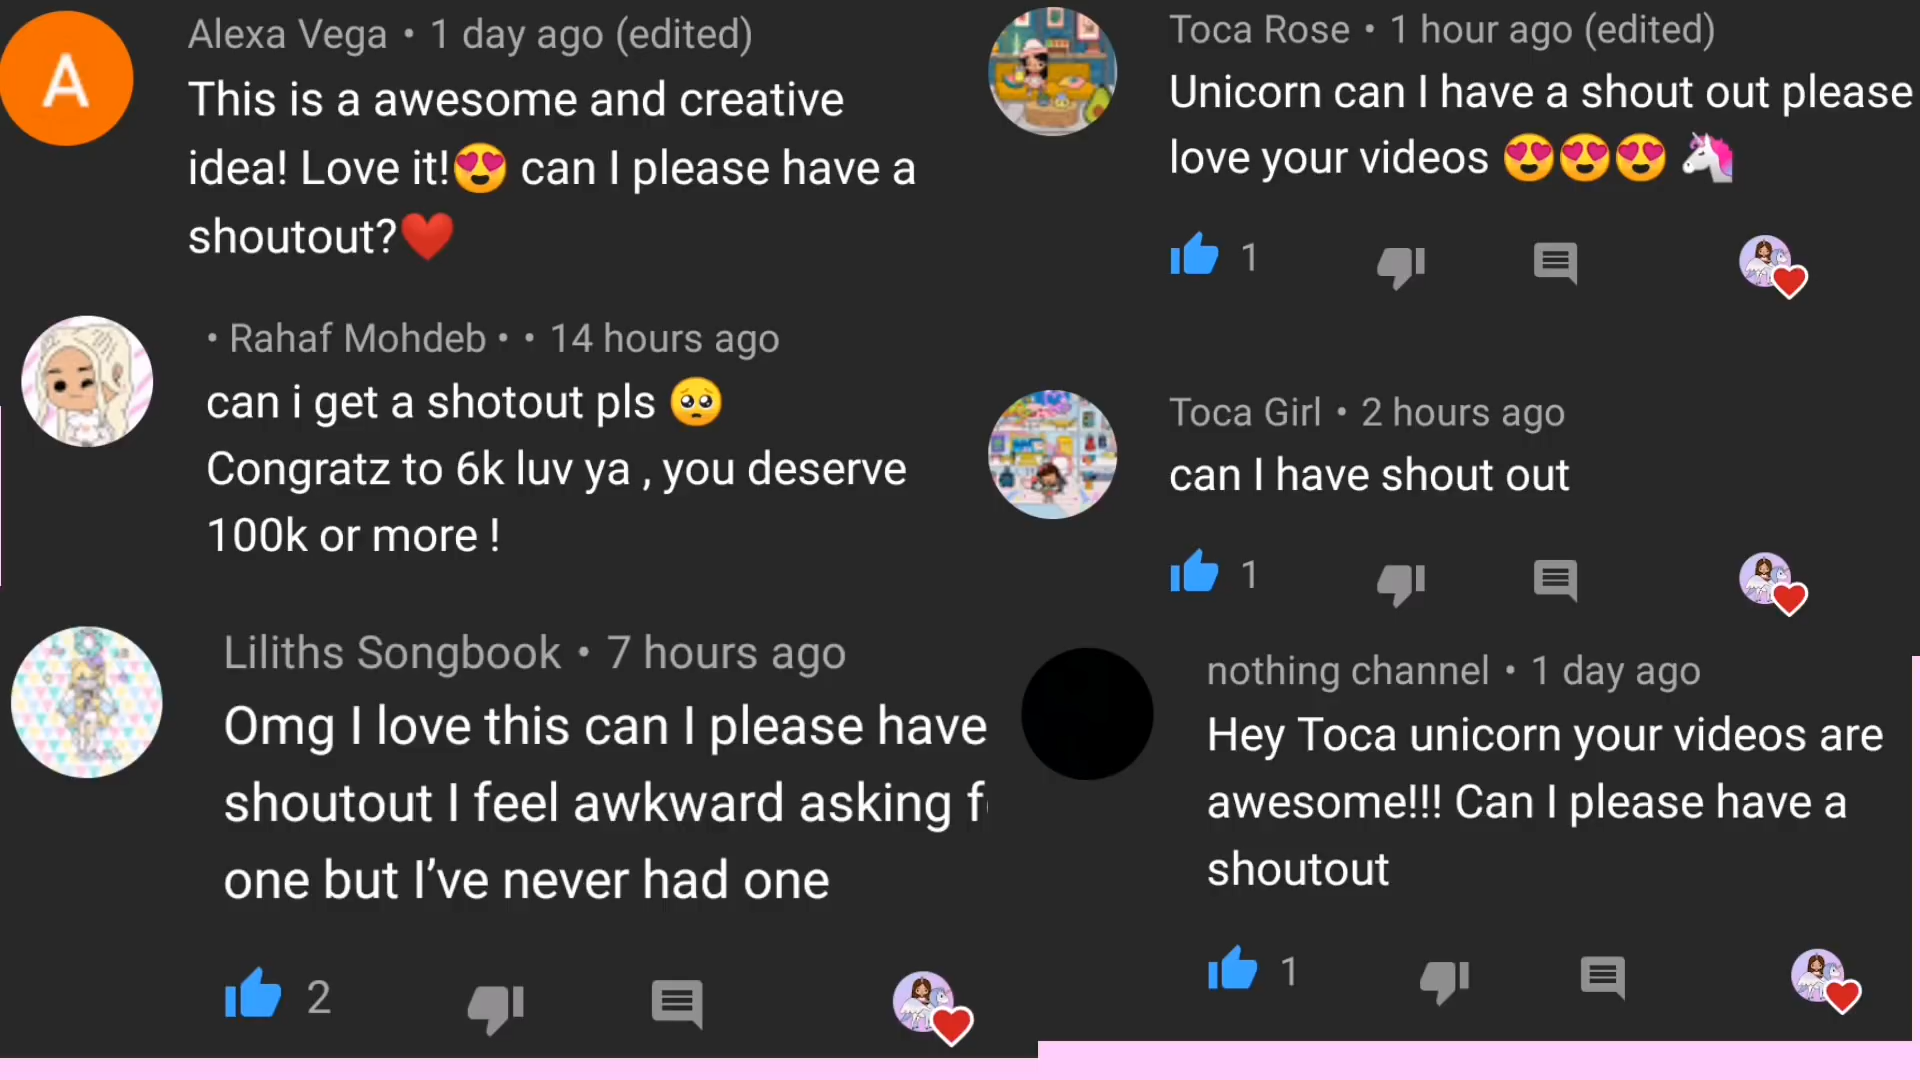 A
Alexa Vega • 1 day ago (edited)
This is a awesome and creative
idea! Love it!😍 can I please have a
shoutout?❤️
• Rahaf Mohdeb • • 14 hours ago
can i get a shotout pls 🥺
Congratz to 6k luv ya , you deserve
100k or more !
Liliths Songbook • 7 hours ago
Omg I love this can I please have
shoutout I feel awkward asking f
one but I’ve never had one
2
Toca Rose • 1 hour ago (edited)
Unicorn can I have a shout out please
love your videos 😍😍😍 🦄
1
Toca Girl • 2 hours ago
can I have shout out
1
nothing channel • 1 day ago
Hey Toca unicorn your videos are
awesome!!! Can I please have a
shoutout
1